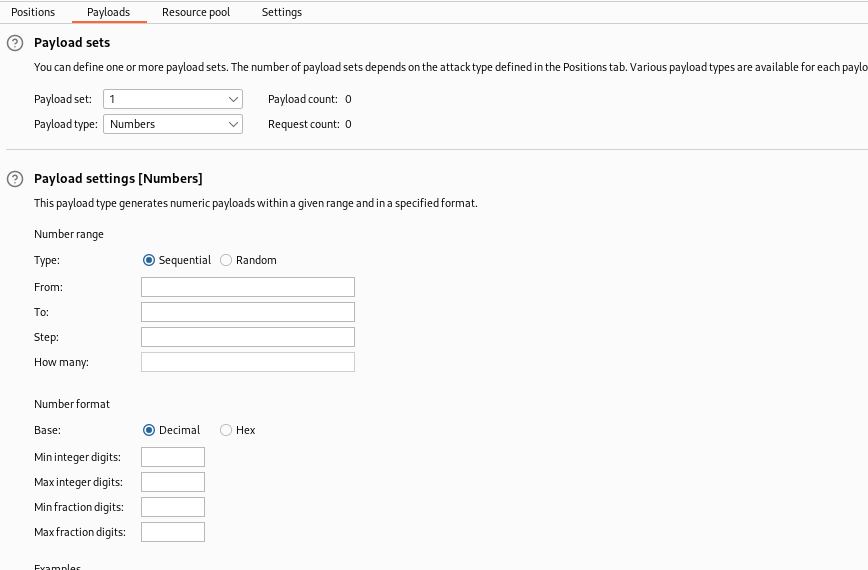 Positions Payloads Resource pool Settings
Payload sets
You can define one or more payload sets. The number of payload sets depends on the attack type defined in the Positions tab. Various payload types are available for each paylo
Payload set: 1 Payload count: 0
Payload type: Numbers Request count: 0
Payload settings [Numbers]
This payload type generates numeric payloads within a given range and in a specified format.
Number range
Type: Sequential Random
From:
To:
Step:
How many:
Number format
Base: Decimal Hex
Min integer digits:
Max integer digits:
Min fraction digits:
Max fraction digits:
Examples